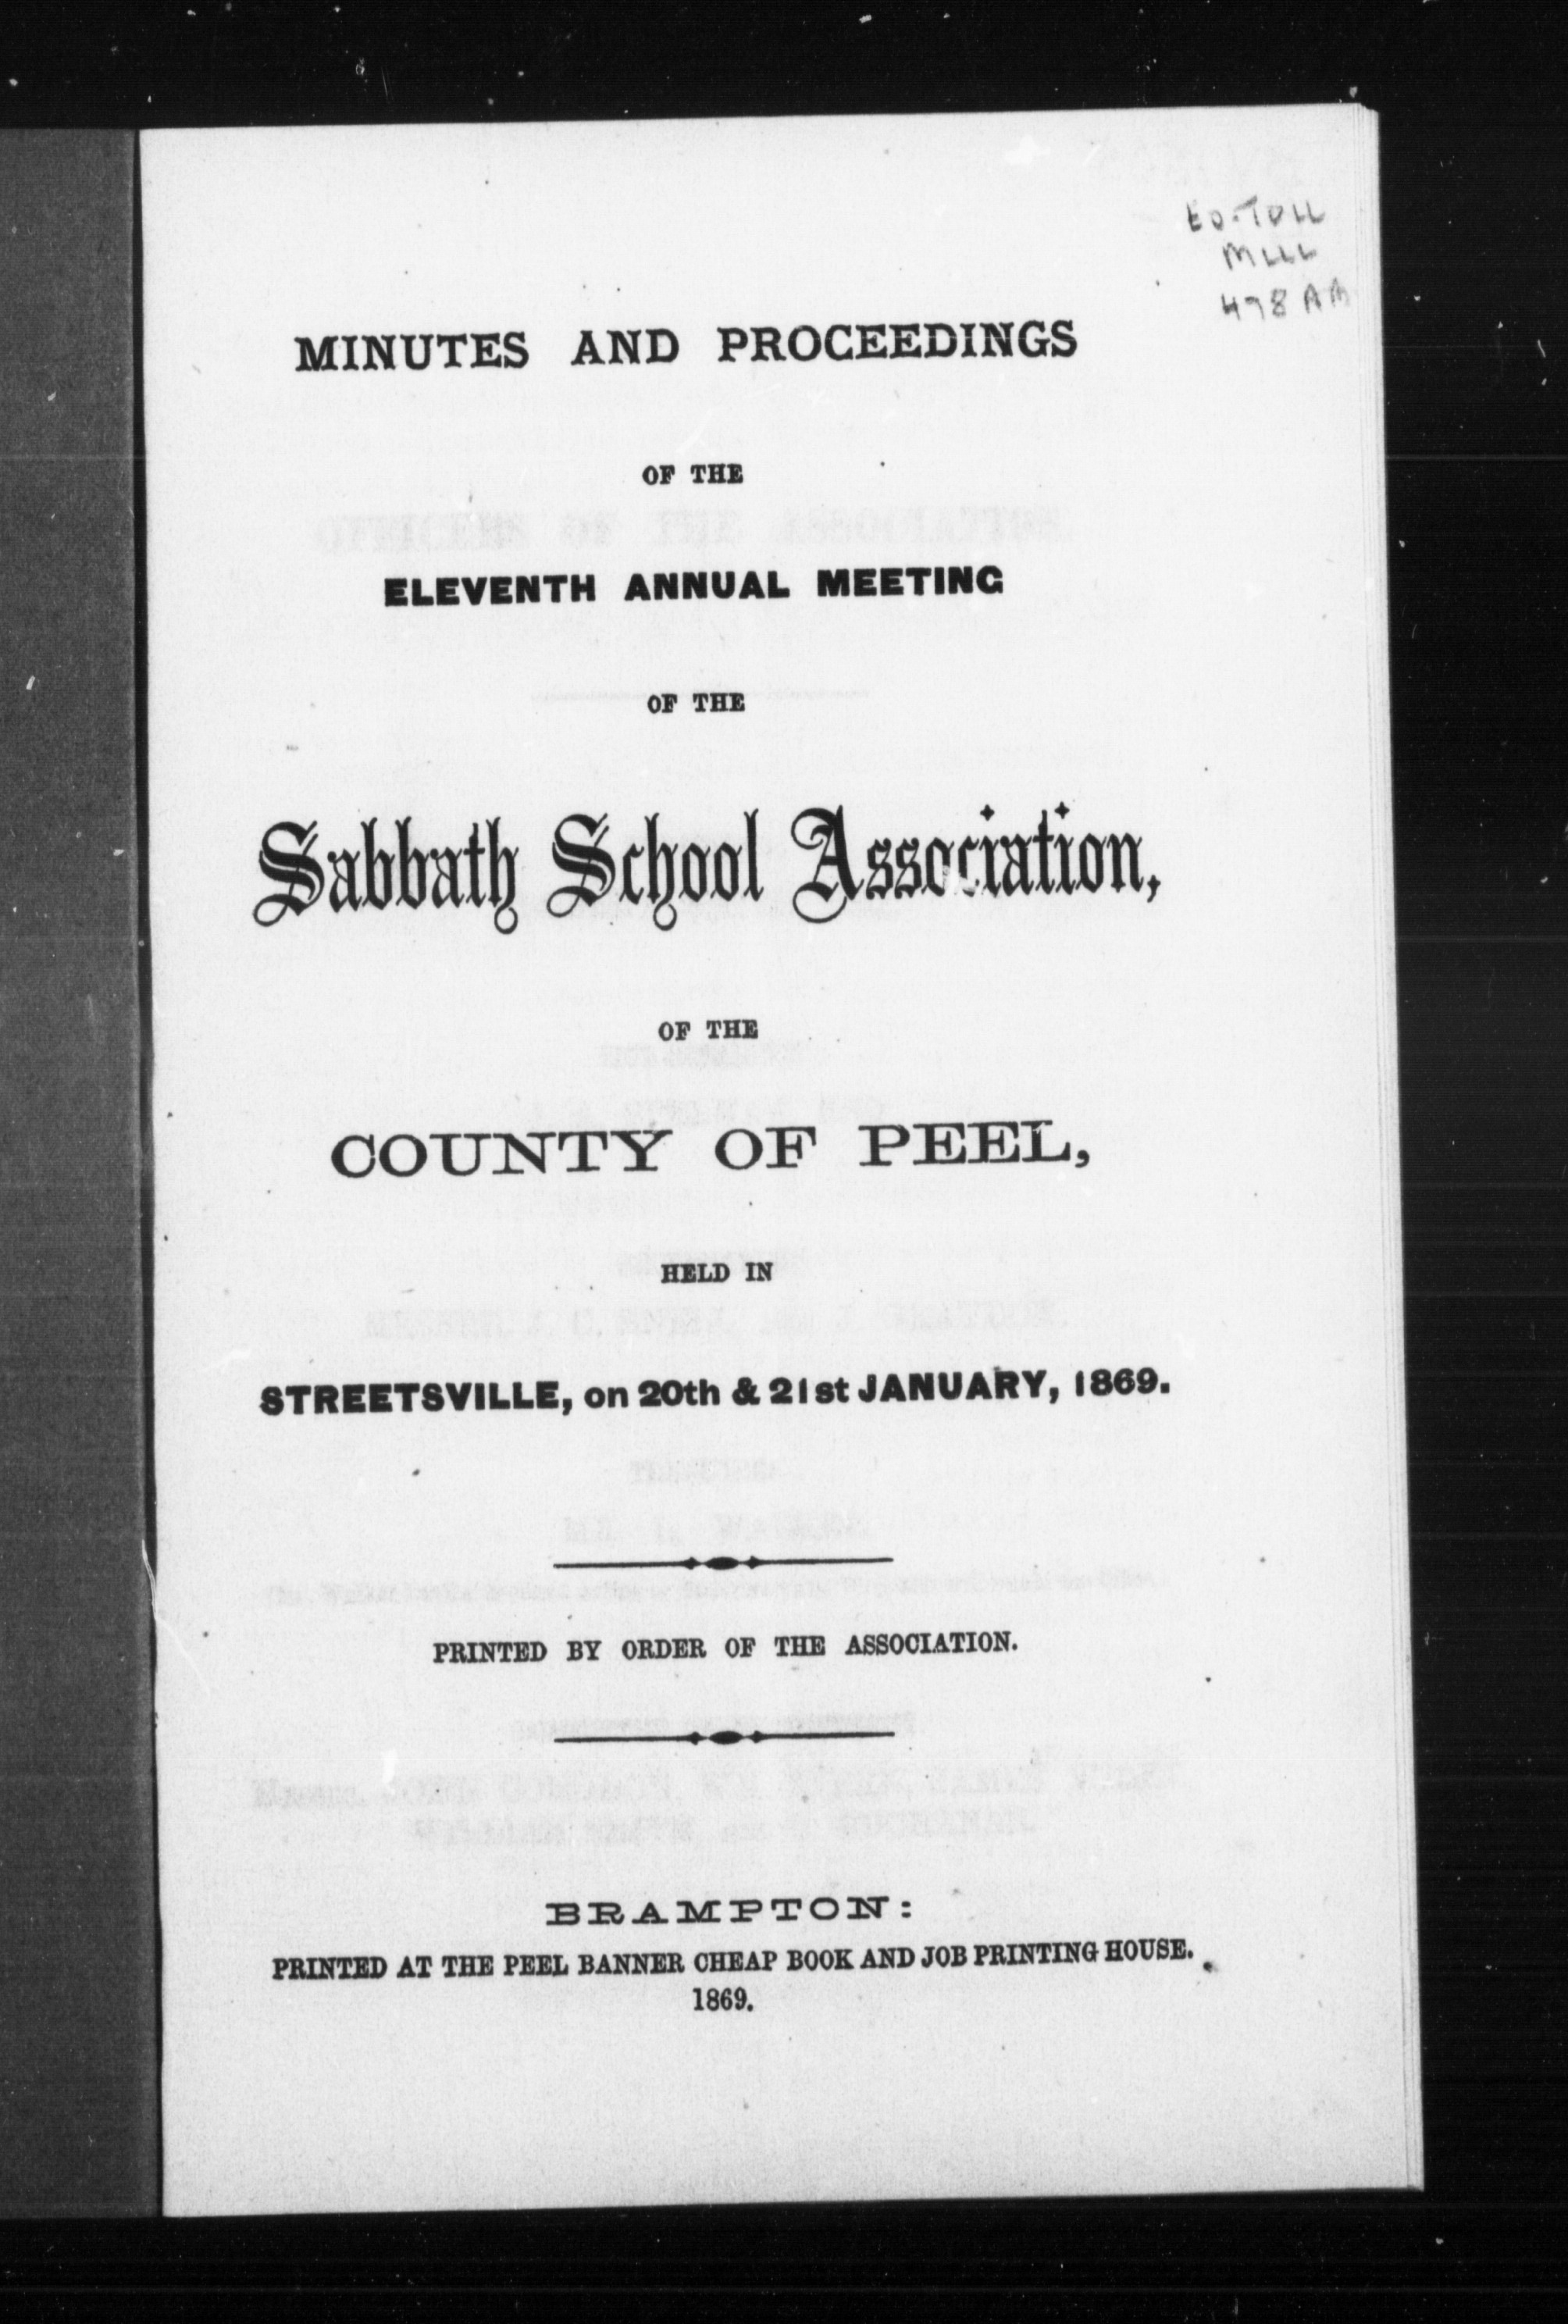 MINUTES AND PROCEEDINGS
OF THE
ELEVENTH ANNUAL MEETING
OF THE
Sabbath School Association,
OF THE
COUNTY OF PEEL,
HELD IN
STREETSVILLE, on 20th & 21st JANUARY, 1869.
PRINTED BY ORDER OF THE ASSOCIATION.
BRAMPTON:
PRINTED AT THE PEEL BANNER CHEAP BOOK AND JOB PRINTING HOUSE.
1869.